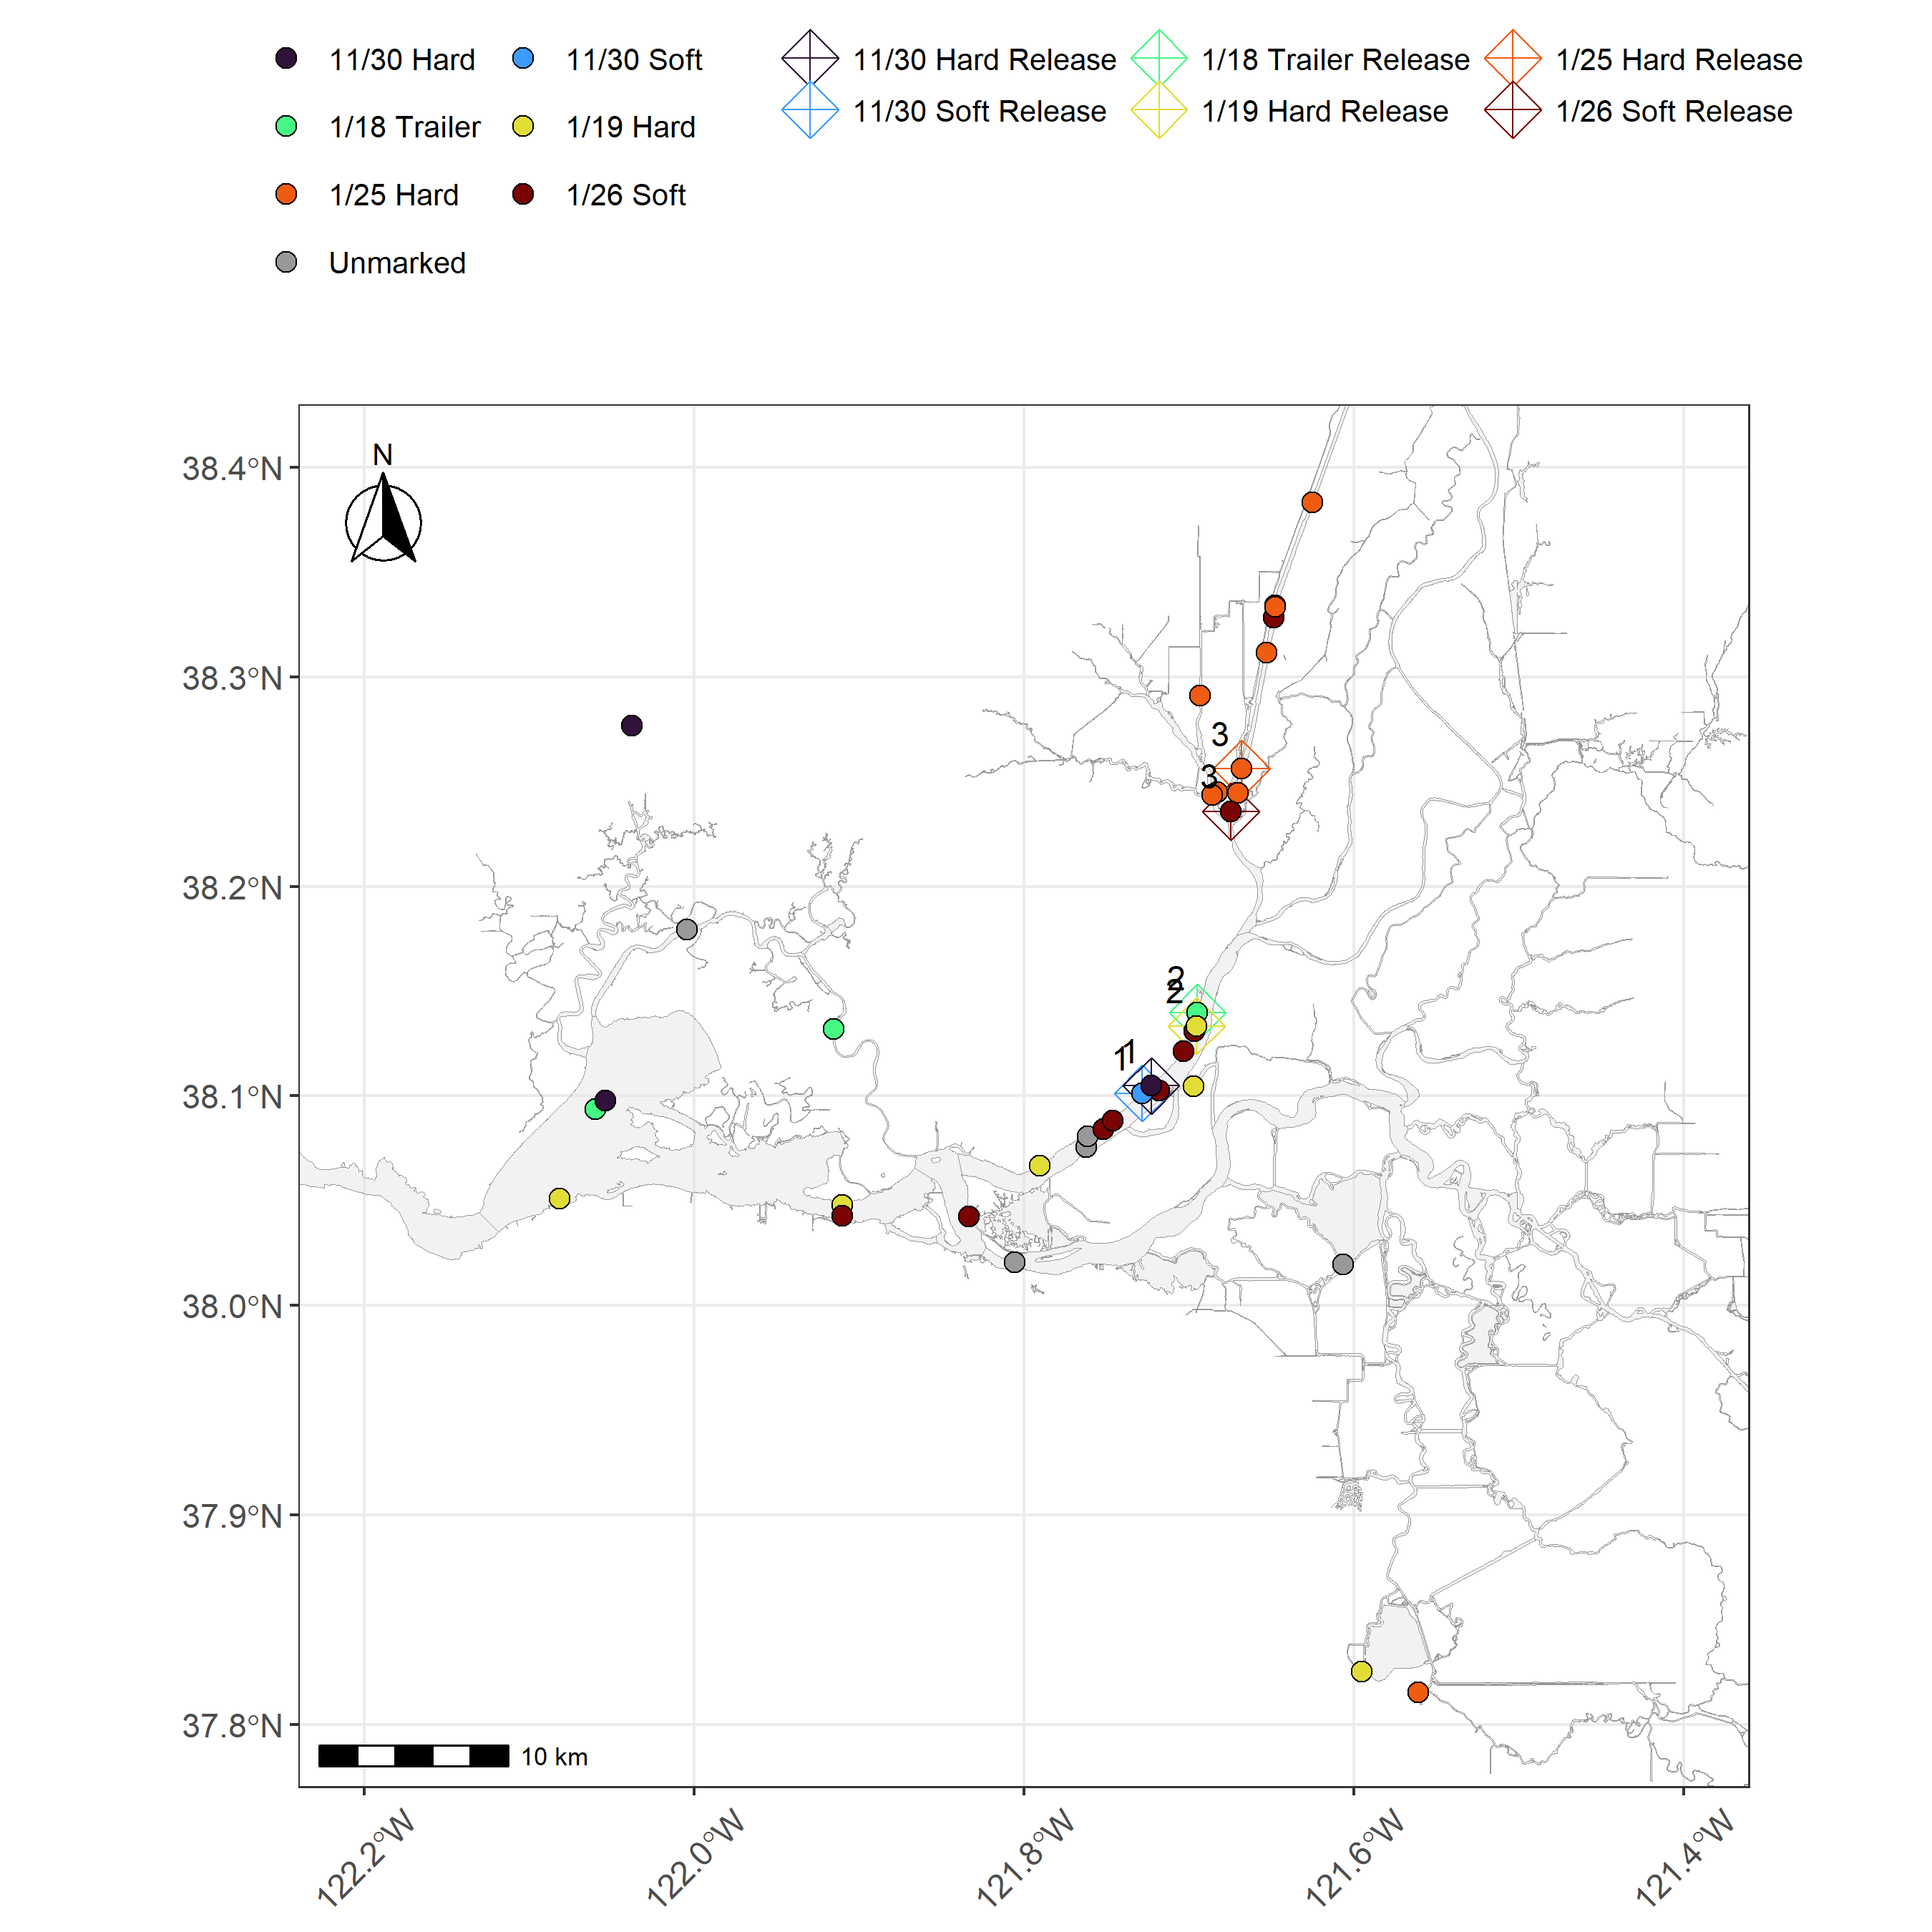 11/30 Hard 11/30 Soft 11/30 Hard Release 1/18 Trailer Release 1/25 Hard Release
11/30 Soft Release 1/19 Hard Release 1/26 Soft Release
1/18 Trailer 1/19 Hard
1/25 Hard 1/26 Soft
Unmarked
N
38.4°N
38.3°N
3
3
38.2°N
2
2
1 1
38.1°N
38.0°N
37.9°N
37.8°N
10 km
122.2°W 122.0°W 121.8°W 121.6°W 121.4°W